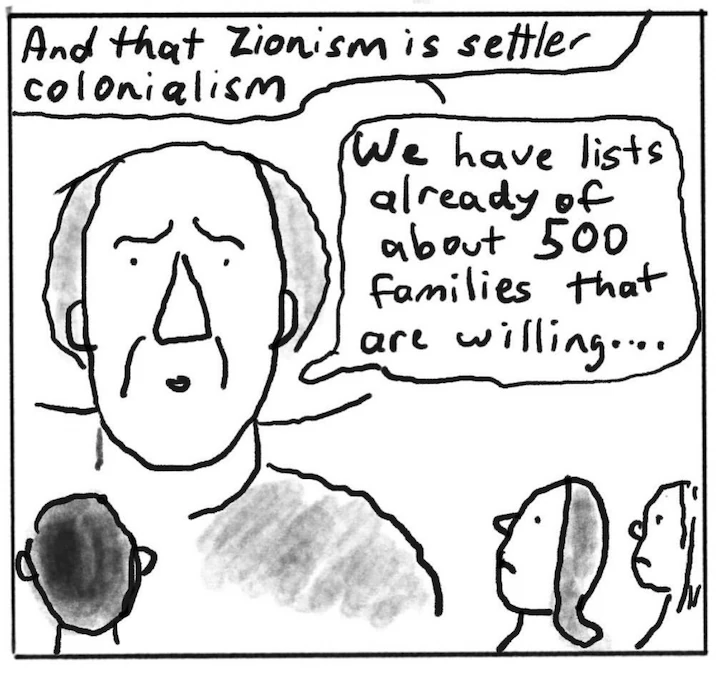 And that Zionism is settler
colonialism
We have lists
already of
about 500
families that
are willing....